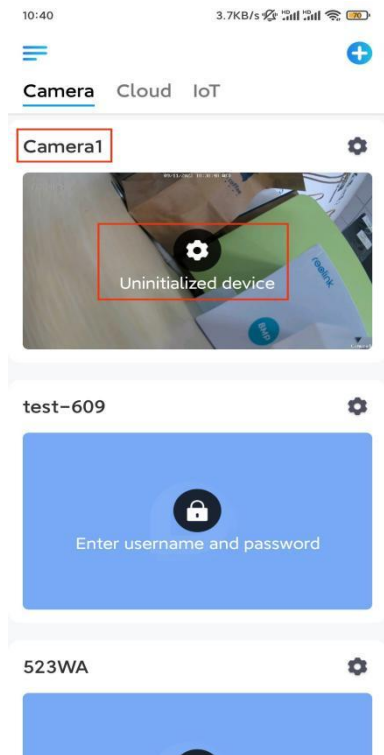 10:40 3.7KB/s 70
Camera Cloud IoT
Camera1
reolink
Uninitialized device
BMP
test-609
Enter username and password
523WA